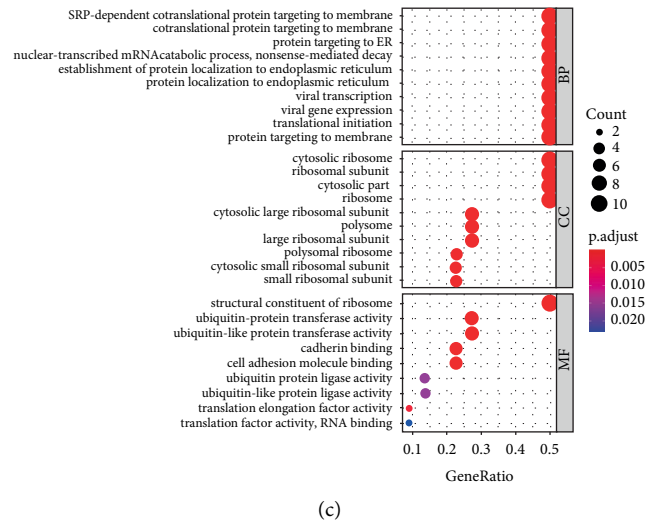 SRP-dependent cotranslational protein targeting to membrane
cotranslational protein targeting to membrane
protein targeting to ER
nuclear-transcribed mRNAcatabolic process, nonsense-mediated decay
establishment of protein localization to endoplasmic reticulum
protein localization to endoplasmic reticulum
viral transcription
viral gene expression
translational initiation
protein targeting to membrane
BP
cytosolic ribosome
ribosomal subunit
cytosolic part
ribosome
cytosolic large ribosomal subunit
polysome
large ribosomal subunit
polysomal ribosome
cytosolic small ribosomal subunit
small ribosomal subunit
CC
structural constituent of ribosome
ubiquitin-protein transferase activity
ubiquitin-like protein transferase activity
cadherin binding
cell adhesion molecule binding
ubiquitin protein ligase activity
ubiquitin-like protein ligase activity
translation elongation factor activity
translation factor activity, RNA binding
MF
0.1 0.2 0.3 0.4 0.5
GeneRatio
Count
2
4
6
8
10
p.adjust
0.005
0.010
0.015
0.020
(c)